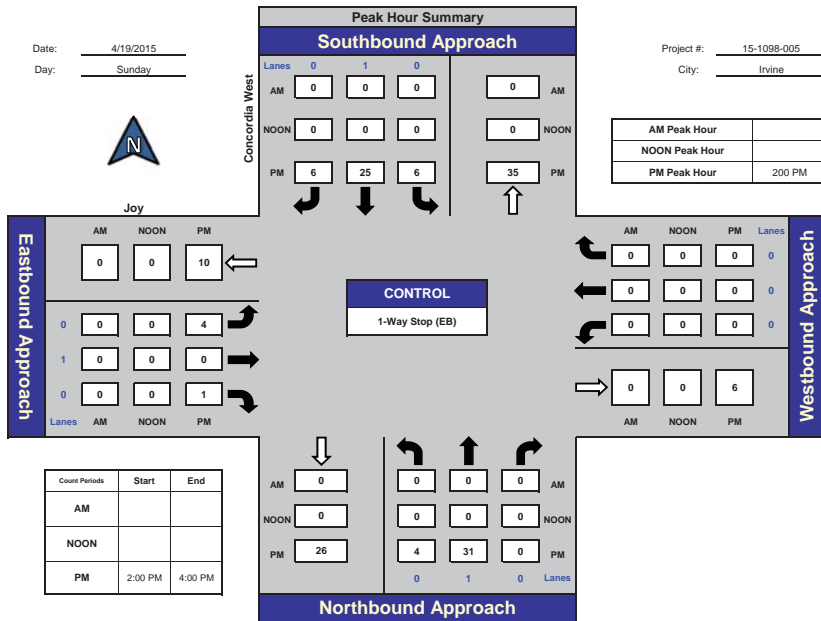 Peak Hour Summary
Southbound Approach
Date: 4/19/2015
Day: Sunday
Project #: 15-1098-005
City: Irvine
N
Concordia West
Lanes 0 1 0
AM 0 0 0 0 AM
NOON 0 0 0 0 NOON
PM 6 25 6 35 PM
AM Peak Hour
NOON Peak Hour
PM Peak Hour 200 PM
Joy
Eastbound Approach
AM NOON PM
0 0 10
0 0 0 4
1 0 0 0
0 0 0 1
Lanes AM NOON PM
CONTROL
1-Way Stop (EB)
AM NOON PM Lanes
0 0 0 0
0 0 0 0
0 0 0 0
0 0 6
AM NOON PM
Westbound Approach
Count Periods Start End
AM
NOON
PM 2:00 PM 4:00 PM
AM 0 0 0 0 AM
NOON 0 0 0 0 NOON
PM 26 4 31 0 PM
0 1 0 Lanes
Northbound Approach